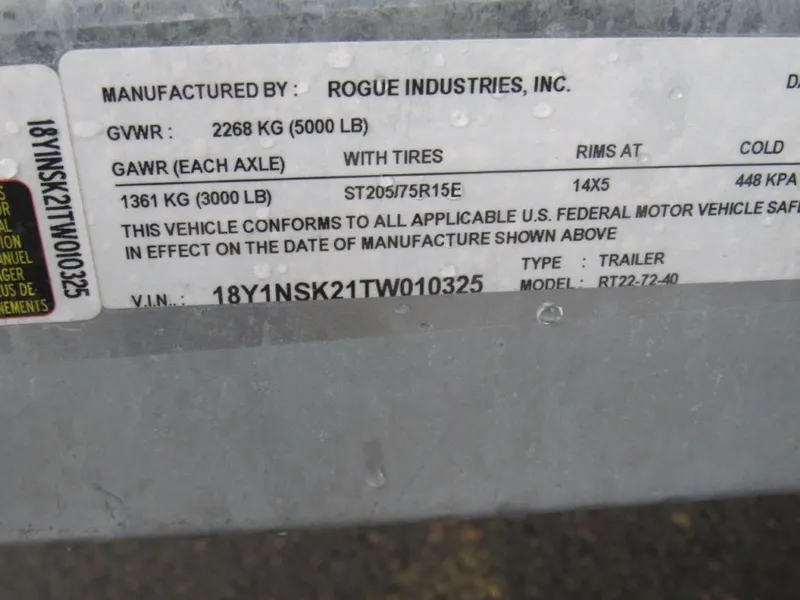 MANUFACTURED BY : ROGUE INDUSTRIES, INC.
GVWR : 2268 KG (5000 LB)
GAWR (EACH AXLE) WITH TIRES RIMS AT COLD
1361 KG (3000 LB) ST205/75R15E 14X5 448 KPA
THIS VEHICLE CONFORMS TO ALL APPLICABLE U.S. FEDERAL MOTOR VEHICLE
IN EFFECT ON THE DATE OF MANUFACTURE SHOWN ABOVE
TYPE : TRAILER
V.I.N.. : 18Y1NSK21TW010325 MODEL : RT22-72-40
18Y1NSK21TW010325